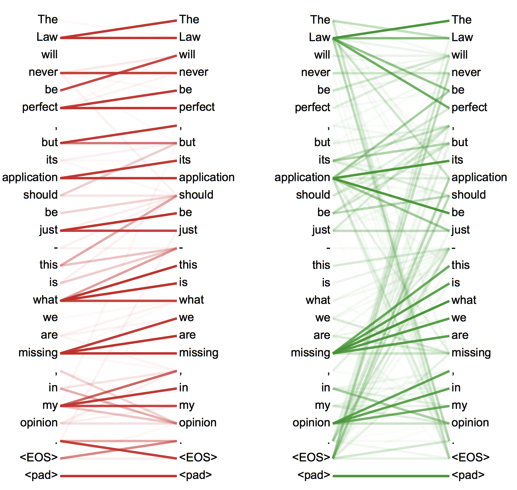 The The The The
Law Law Law Law
will will will will
never never never never
be be be be
perfect perfect perfect perfect
, , , ,
but but but but
its its its its
application application application application
should should should should
be be be be
just just just just
- - - -
this this this this
is is is is
what what what what
we we we we
are are are are
missing missing missing missing
, , , ,
in in in in
my my my my
opinion opinion opinion opinion
. . . .
<EOS> <EOS> <EOS> <EOS>
<pad> <pad> <pad> <pad>